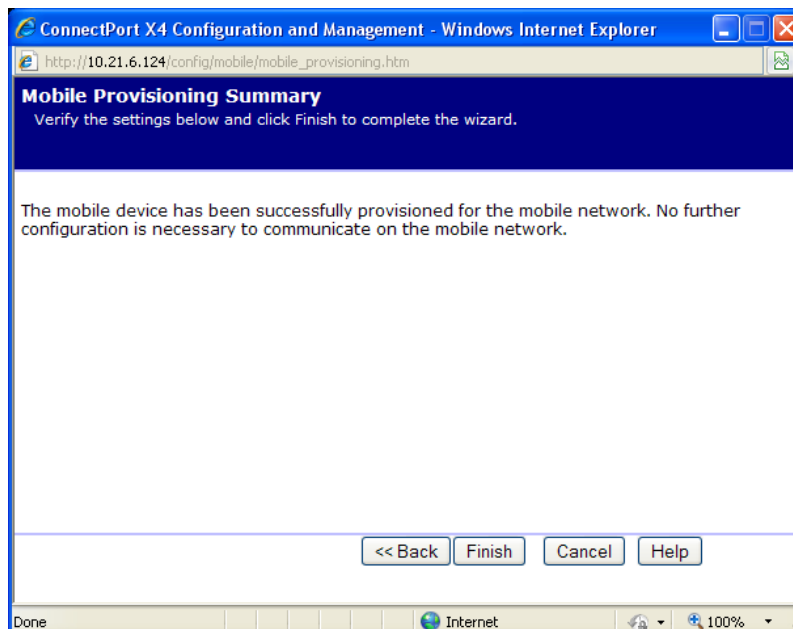 ConnectPort X4 Configuration and Management - Windows Internet Explorer
http://10.21.6.124/config/mobile/mobile_provisioning.htm
Mobile Provisioning Summary
Verify the settings below and click Finish to complete the wizard.
The mobile device has been successfully provisioned for the mobile network. No further
configuration is necessary to communicate on the mobile network.
<< Back Finish Cancel Help
Done Internet 100%